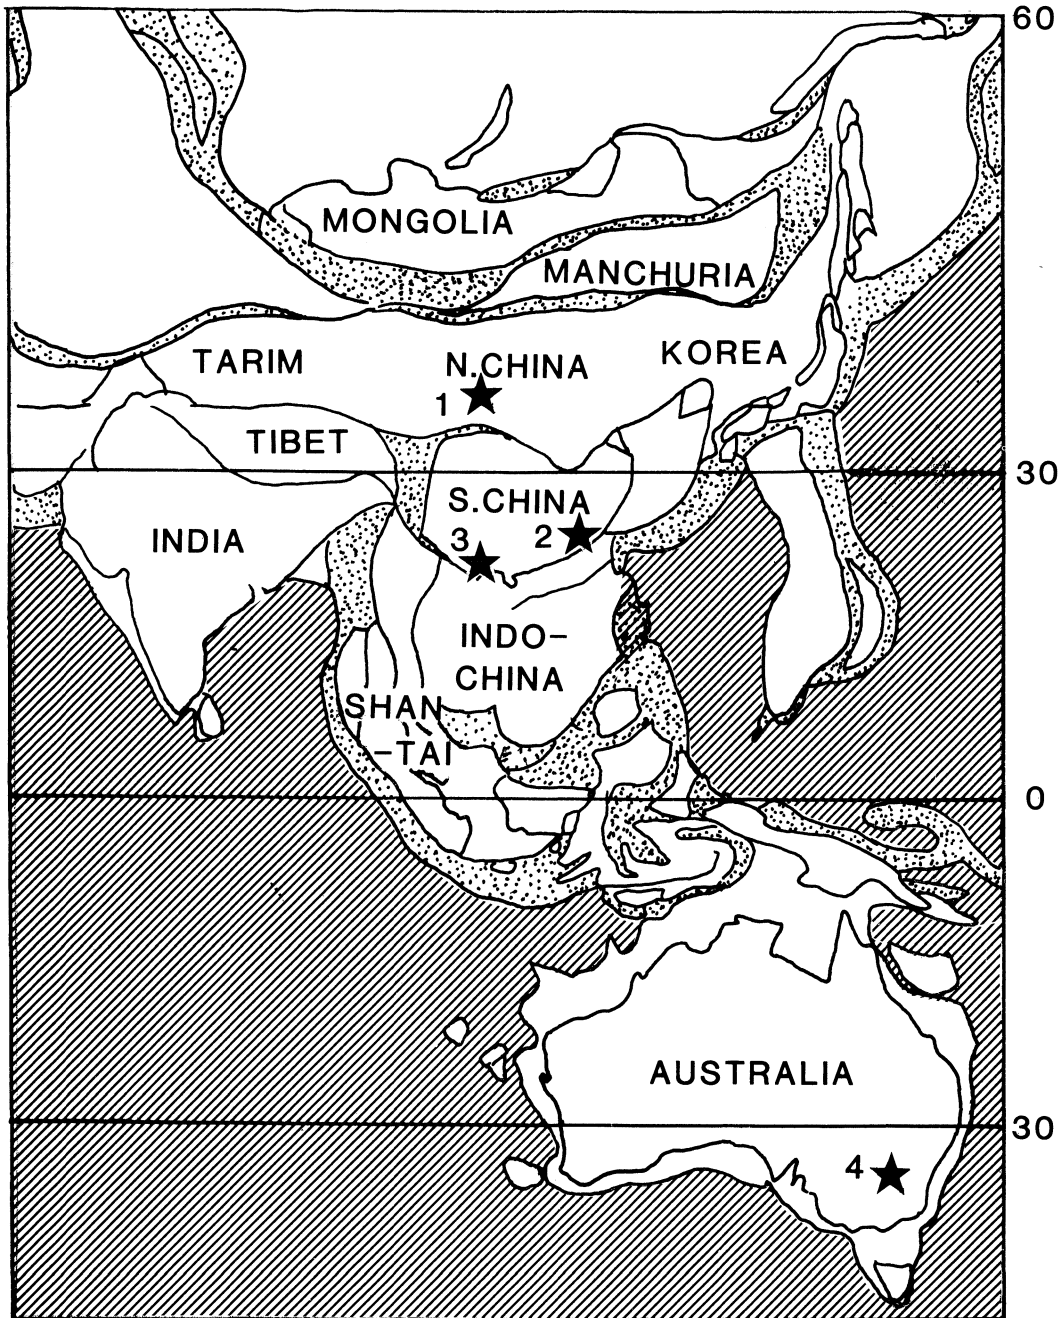 60
MONGOLIA
MANCHURIA
TARIM
N.CHINA
KOREA
1
TIBET
30
S.CHINA
INDIA
3
2
INDO-
CHINA
SHAN
-TAI
0
AUSTRALIA
30
4